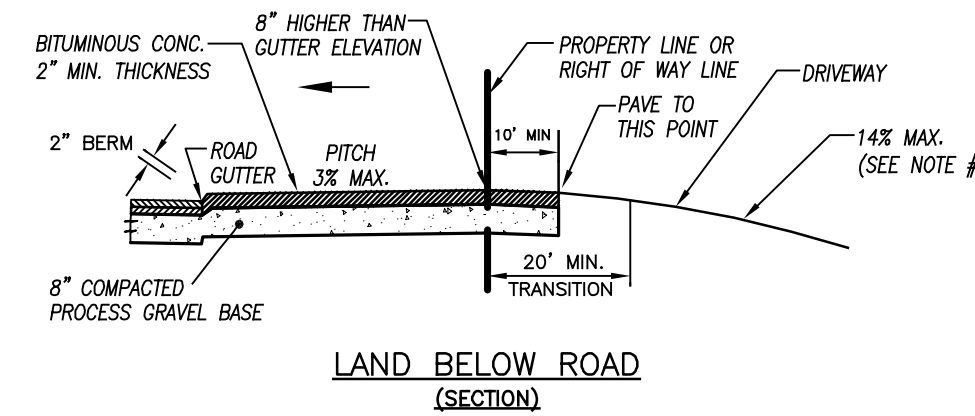 8" HIGHER THAN
GUTTER ELEVATION
BITUMINOUS CONC.
2" MIN. THICKNESS
PROPERTY LINE OR
RIGHT OF WAY LINE
DRIVEWAY
PAVE TO
THIS POINT
10' MIN
2" BERM
ROAD
GUTTER
PITCH
3% MAX.
14% MAX.
(SEE NOTE #
20' MIN.
TRANSITION
8" COMPACTED
PROCESS GRAVEL BASE
LAND BELOW ROAD
(SECTION)